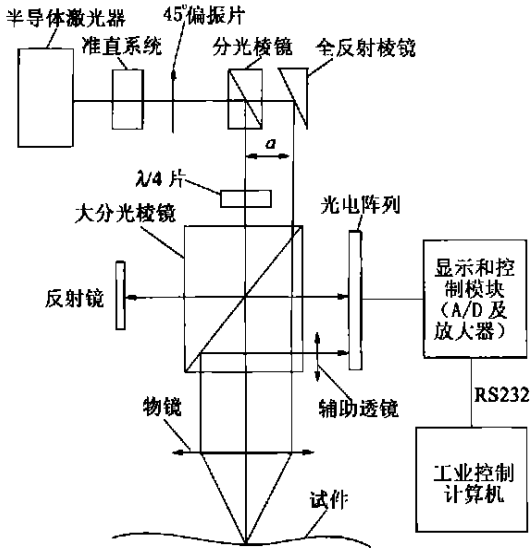 半导体激光器
45°偏振片
准直系统
分光棱镜
全反射棱镜
a
λ/4 片
大分光棱镜
光电阵列
反射镜
显示和控
制模块
(A/D 及
放大器)
辅助透镜
RS232
物镜
工业控制
计算机
试件